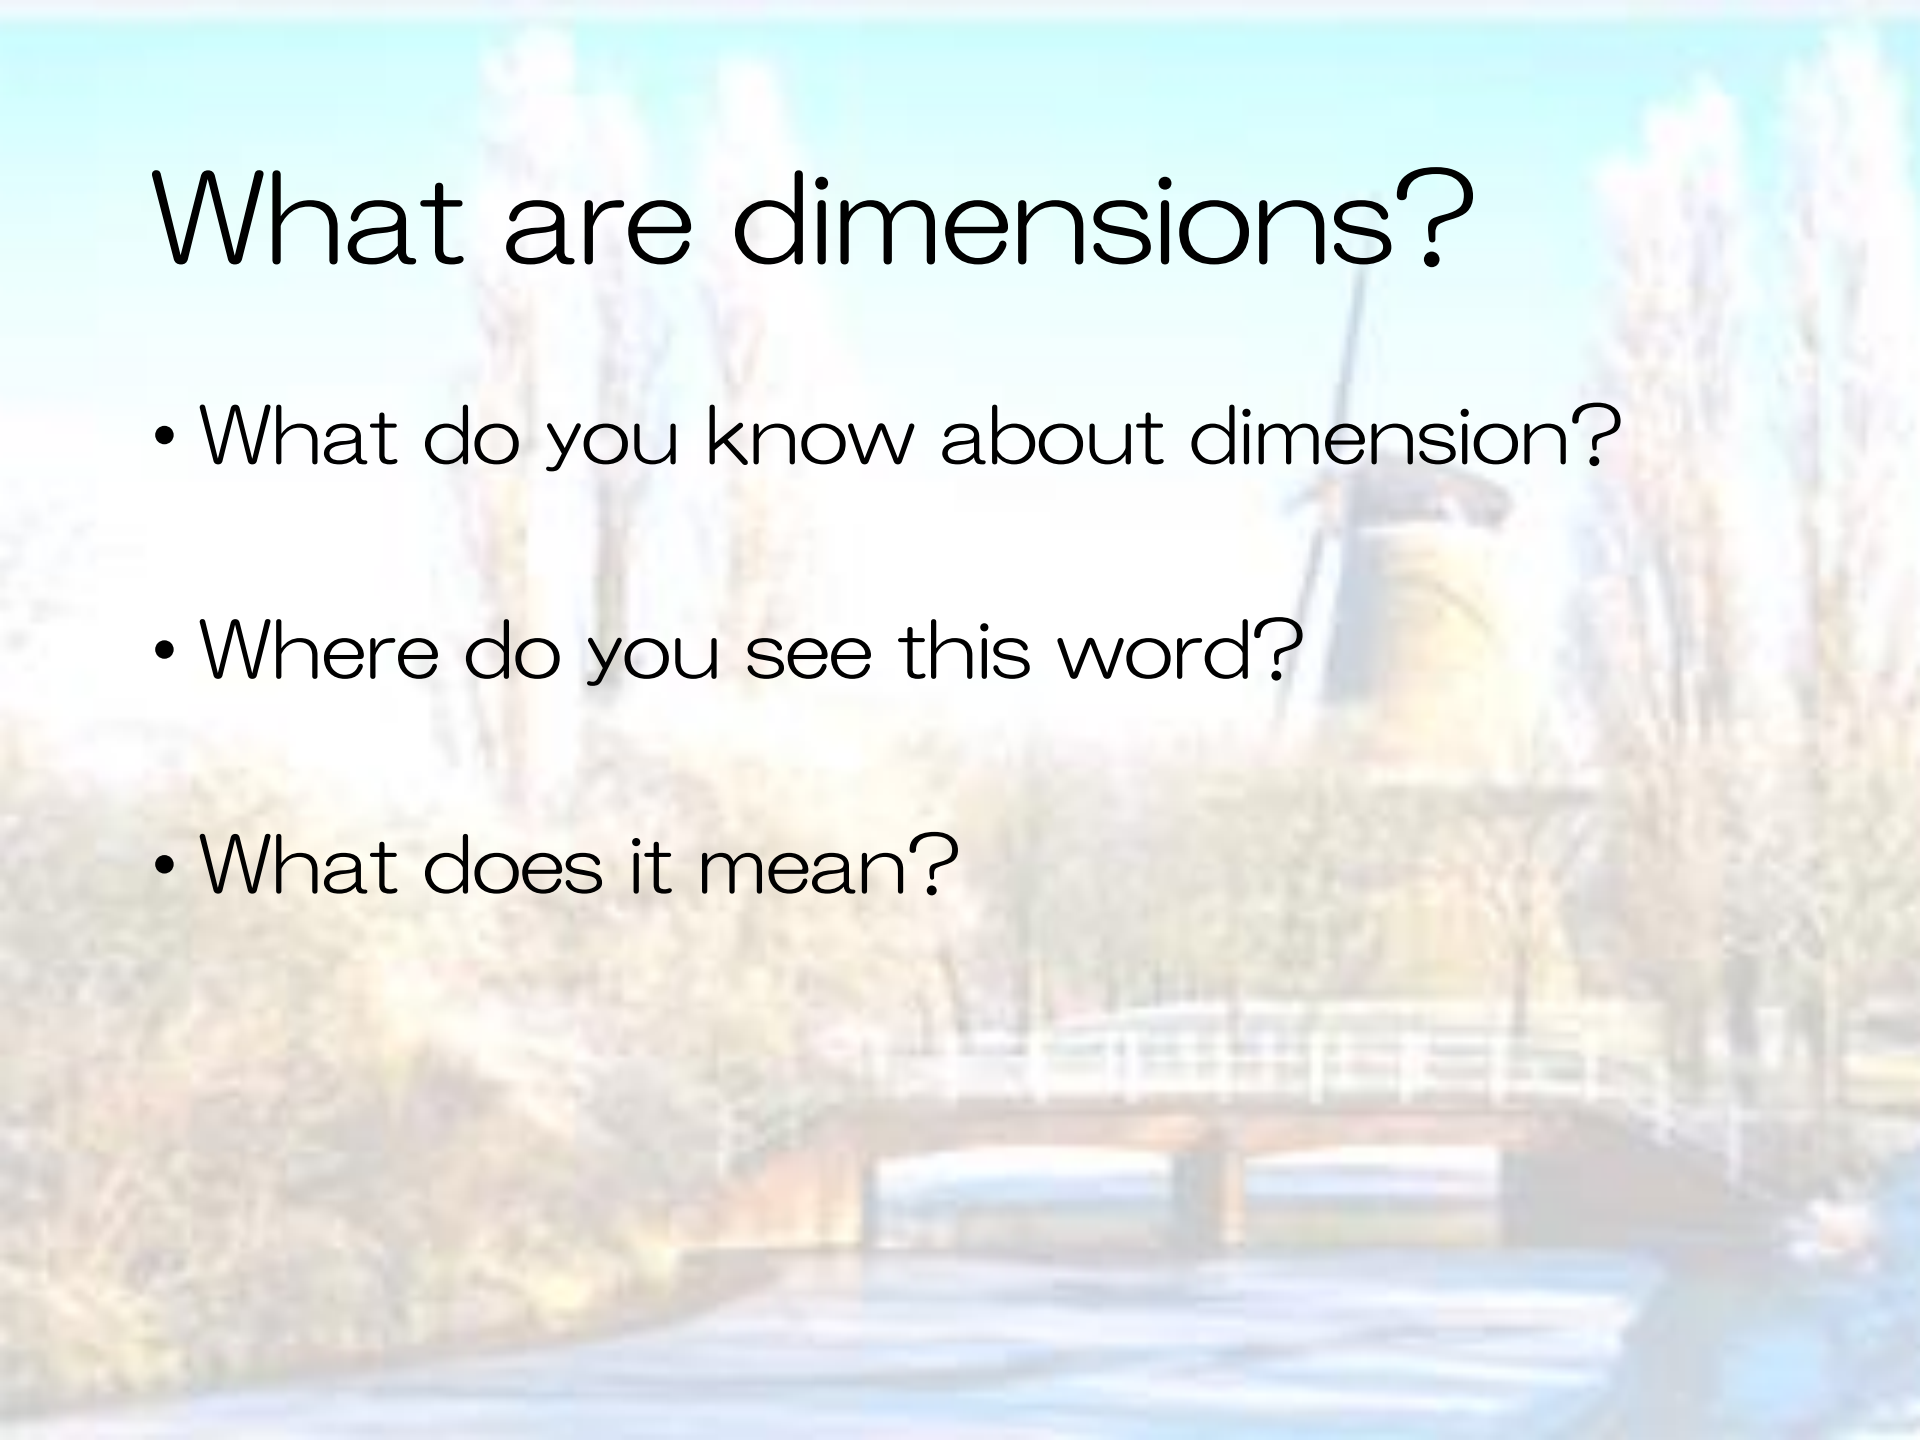 What are dimensions?
• What do you know about dimension?
• Where do you see this word?
• What does it mean?